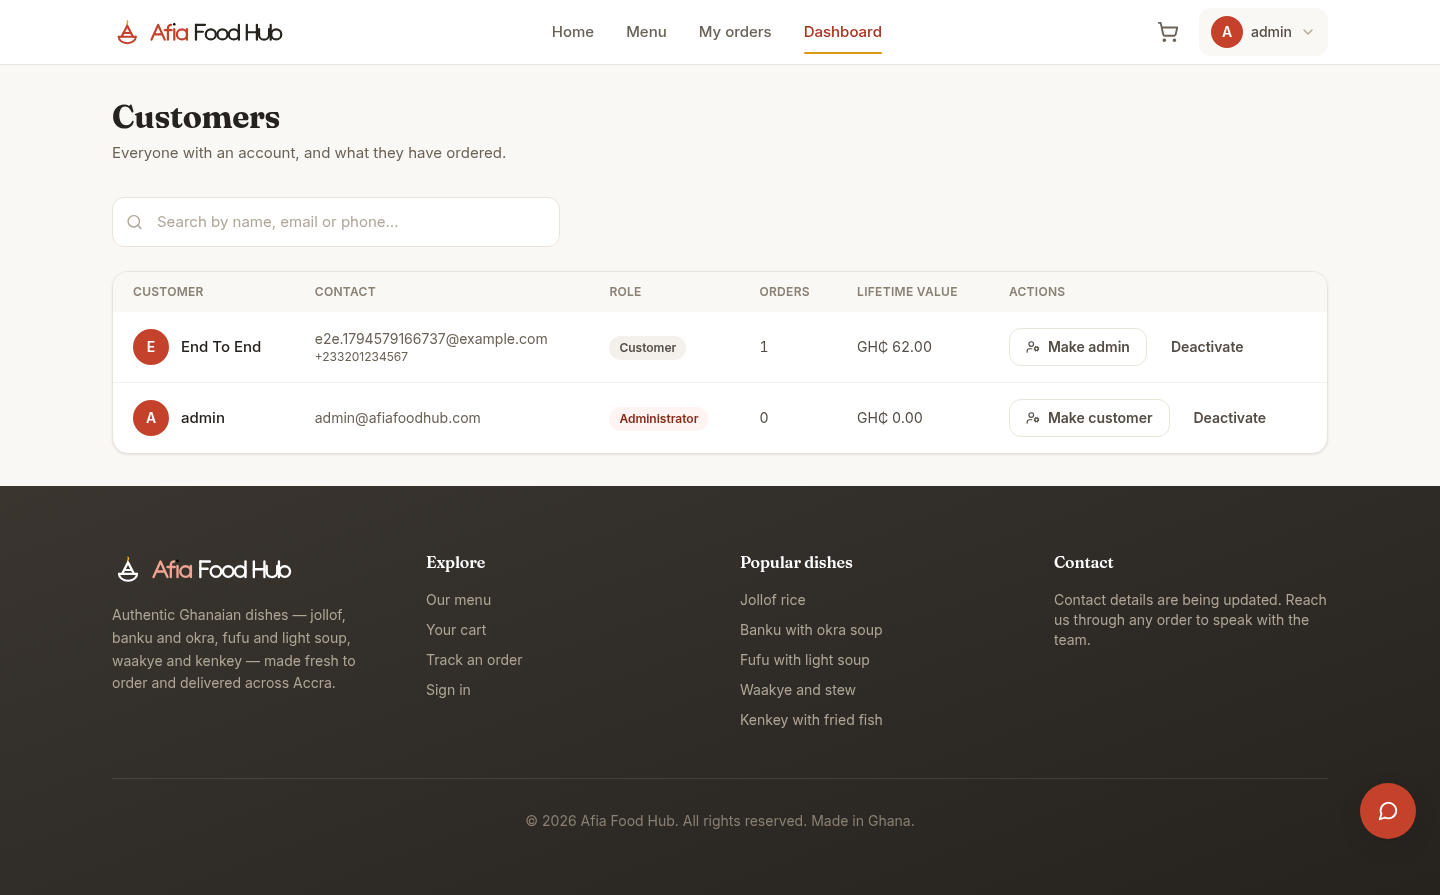 Afia Food Hub
Home
Menu
My orders
Dashboard
A
admin
Customers
Everyone with an account, and what they have ordered.
Search by name, email or phone...
CUSTOMER
CONTACT
ROLE
ORDERS
LIFETIME VALUE
ACTIONS
E
End To End
e2e.1794579166737@example.com
+233201234567
Customer
1
GH₵ 62.00
Make admin
Deactivate
A
admin
admin@afiafoodhub.com
Administrator
0
GH₵ 0.00
Make customer
Deactivate
Afia Food Hub
Authentic Ghanaian dishes — jollof,
banku and okra, fufu and light soup,
waakye and kenkey — made fresh to
order and delivered across Accra.
Explore
Our menu
Your cart
Track an order
Sign in
Popular dishes
Jollof rice
Banku with okra soup
Fufu with light soup
Waakye and stew
Kenkey with fried fish
Contact
Contact details are being updated. Reach
us through any order to speak with the
team.
© 2026 Afia Food Hub. All rights reserved. Made in Ghana.